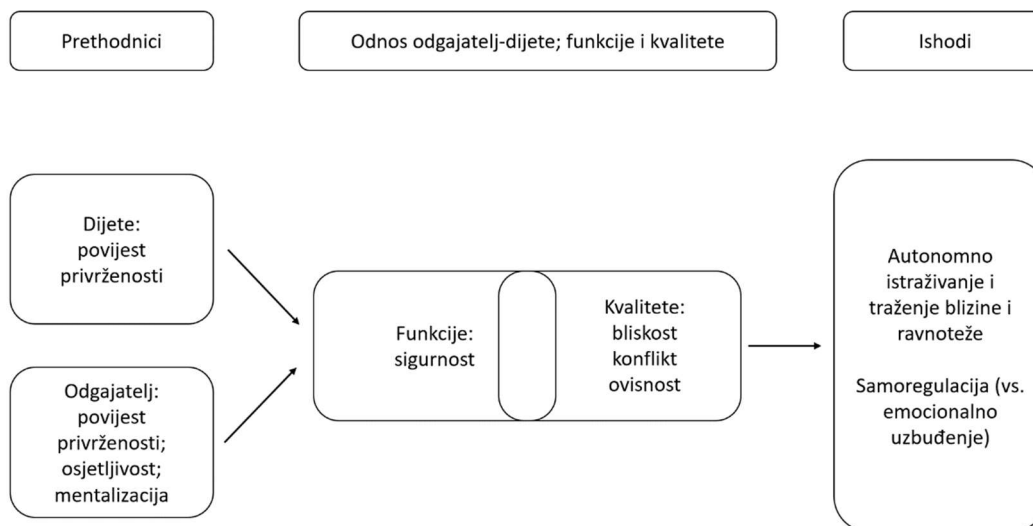 Prethodnici
Odnos odgajatelj-dijete; funkcije i kvalitete
Ishodi
Dijete:
povijest
privrženosti
Odgajatelj:
povijest
privrženosti;
osjetljivost;
mentalizacija
Funkcije:
sigurnost
Kvalitete:
bliskost
konflikt
ovisnost
Autonomno
istraživanje i
traženje blizine i
ravnoteže
Samoregulacija (vs.
emocionalno
uzbuđenje)